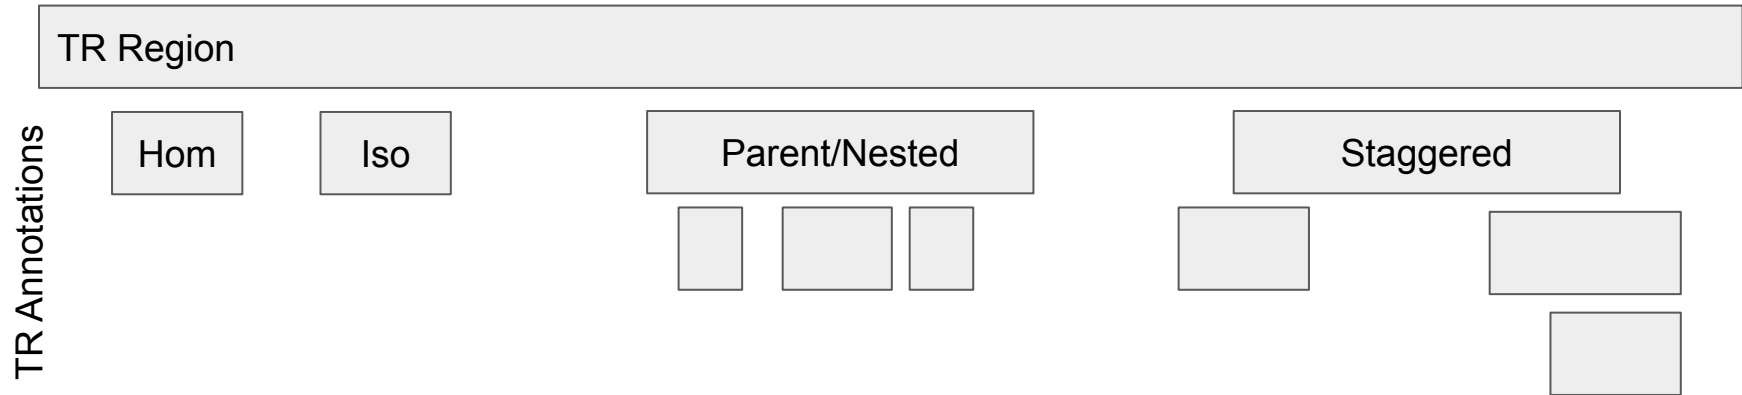 TR Region
TR Annotations
Hom
Iso
Parent/Nested
Staggered